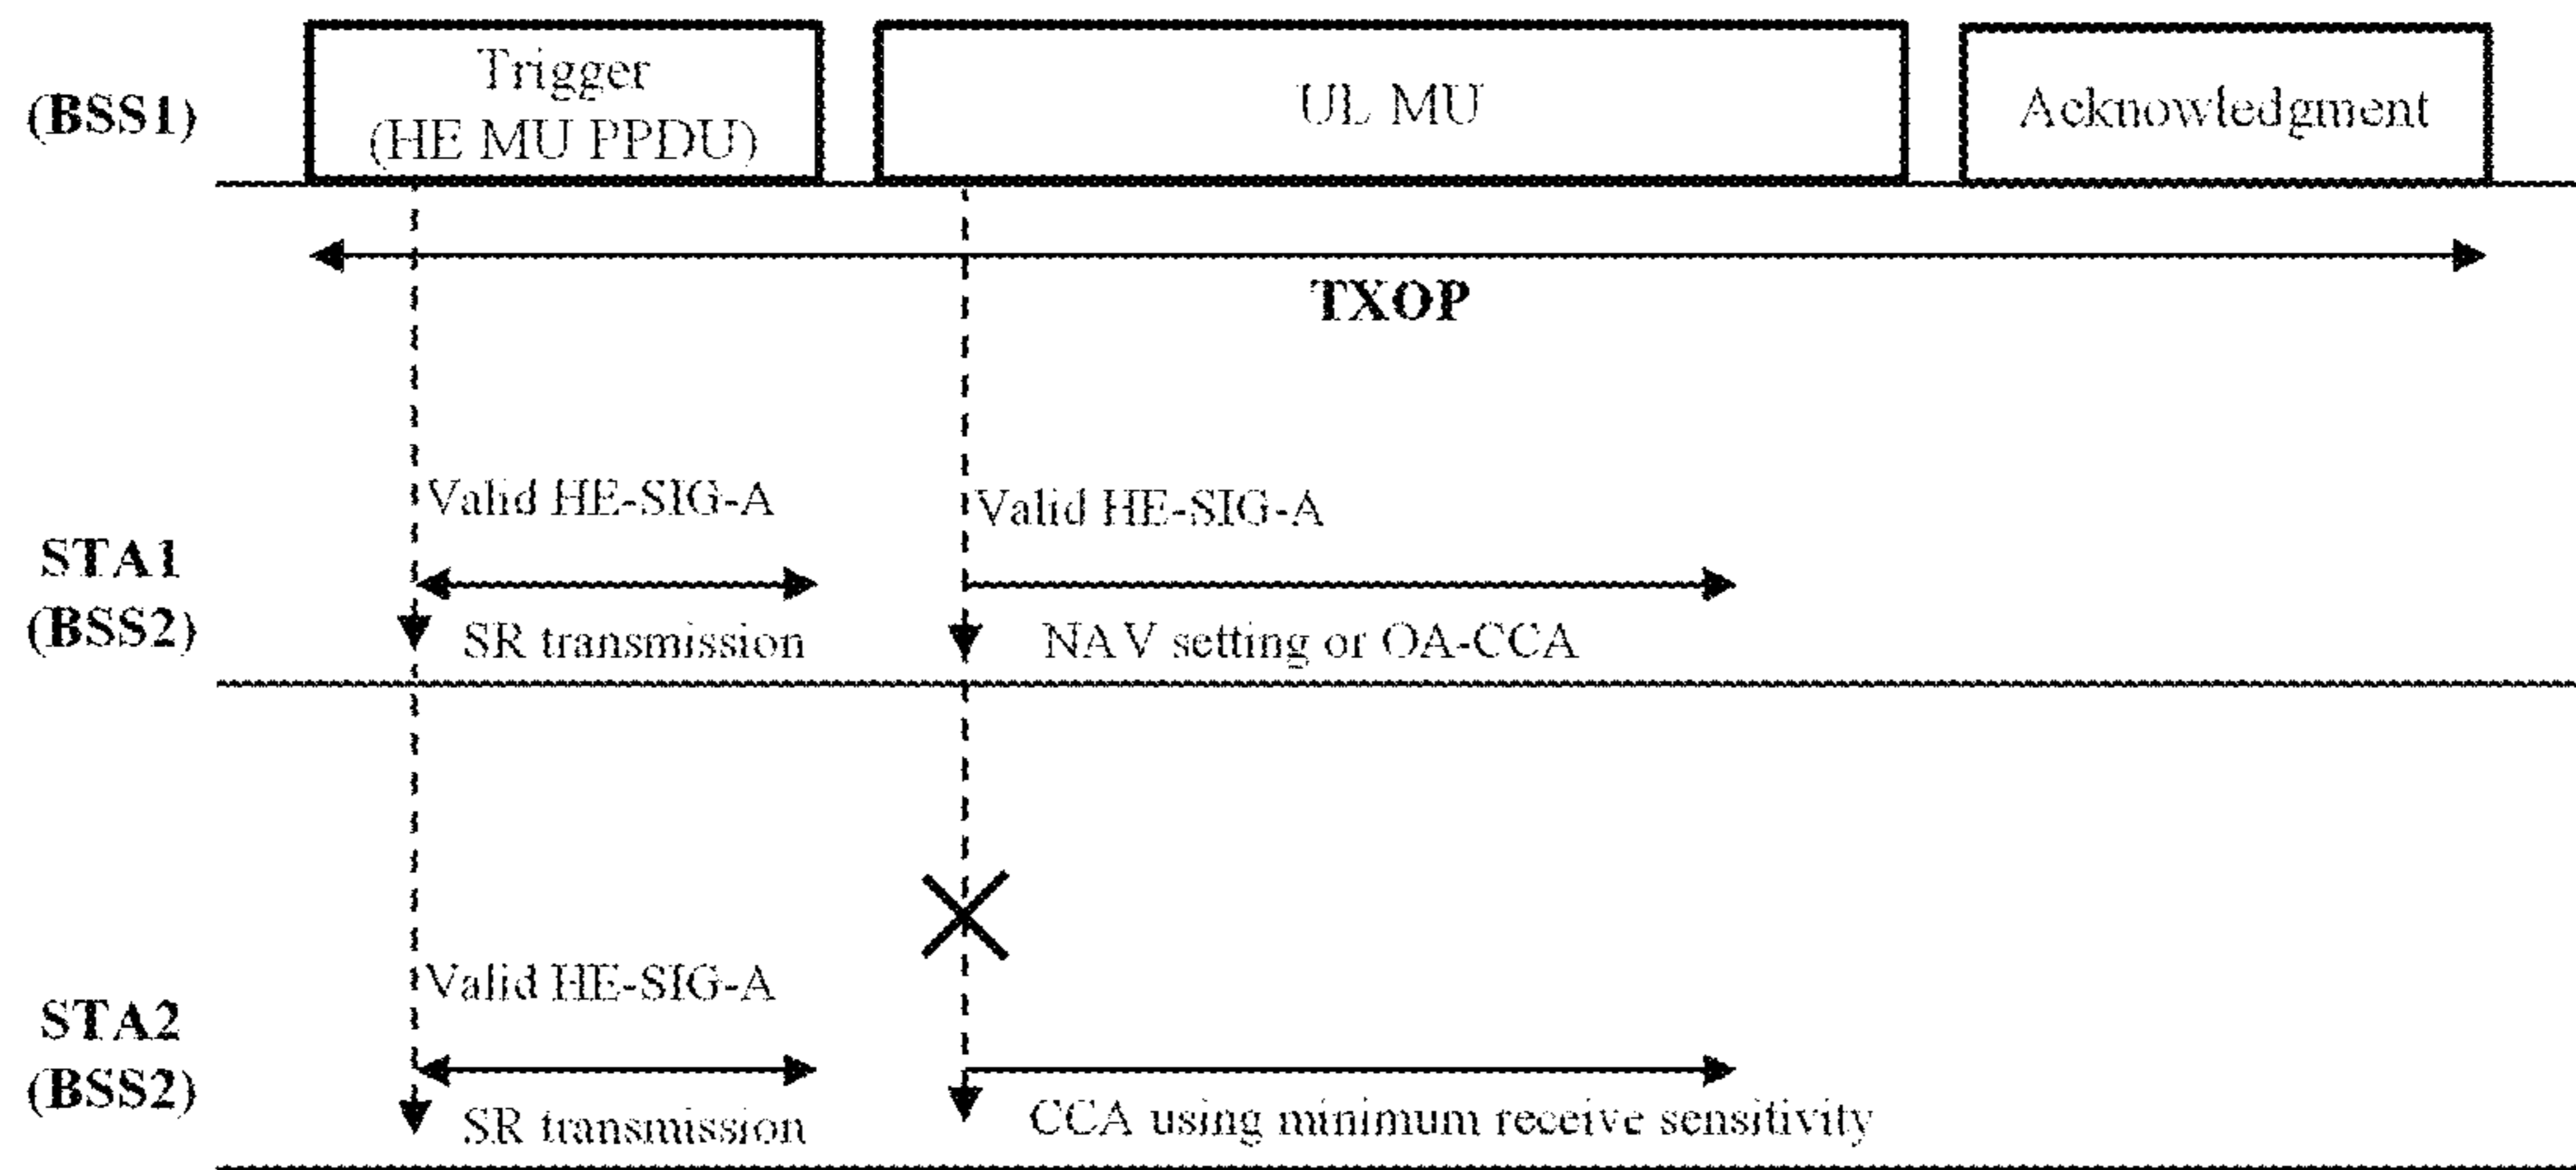 (BSS1)
Trigger
(HE MU PPDU)
UL MU
Acknowledgment
TXOP
Valid HE-SIG-A
Valid HE-SIG-A
STA1
(BSS2)
SR transmission
NAV setting or OA-CCA
Valid HE-SIG-A
STA2
(BSS2)
SR transmission
CCA using minimum receive sensitivity